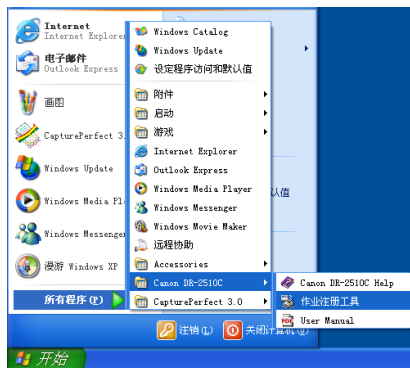 Internet
Internet Explorer
电子邮件
Outlook Express
画图
CapturePerfect 3.
Windows Update
Windows Media Pl
Windows Messenger
漫游 Windows XP
所有程序(P)
Windows Catalog
Windows Update
设定程序访问和默认值
附件
启动
游戏
Internet Explorer
Outlook Express
Windows Media Player
Windows Messenger
Windows Movie Maker
远程协助
Accessories
Canon DR-2510C
CapturePerfect 3.0
认值
Canon DR-2510C Help
作业注册工具
User Manual
注销(L)
关闭计算机(U)
开始